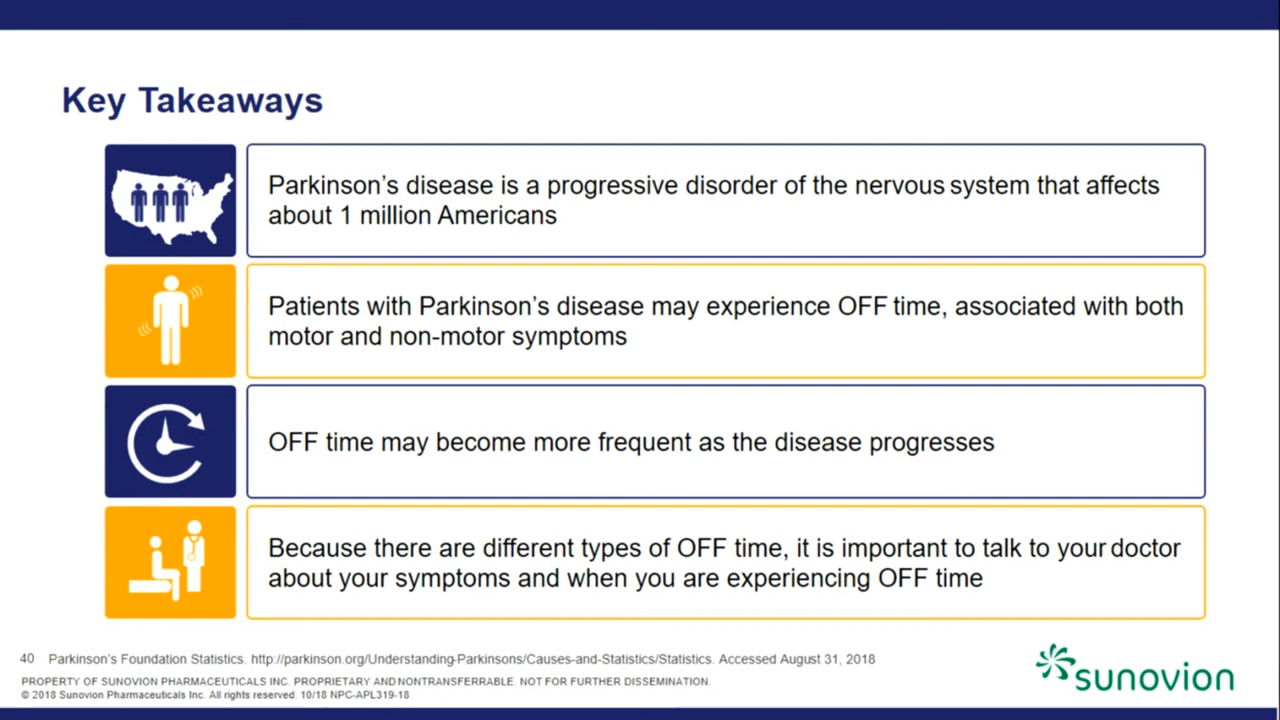 Key Takeaways
Parkinson’s disease is a progressive disorder of the nervous system that affects
about 1 million Americans
Patients with Parkinson’s disease may experience OFF time, associated with both
motor and non-motor symptoms
OFF time may become more frequent as the disease progresses
Because there are different types of OFF time, it is important to talk to your doctor
about your symptoms and when you are experiencing OFF time
40 Parkinson’s Foundation Statistics. http://parkinson.org/Understanding-Parkinsons/Causes-and-Statistics/Statistics. Accessed August 31, 2018
PROPERTY OF SUNOVION PHARMACEUTICALS INC. PROPRIETARY AND NONTRANSFERRABLE. NOT FOR FURTHER DISSEMINATION.
© 2018 Sunovion Pharmaceuticals Inc. All rights reserved. 10/18 NPC-APL319-18
sunovion